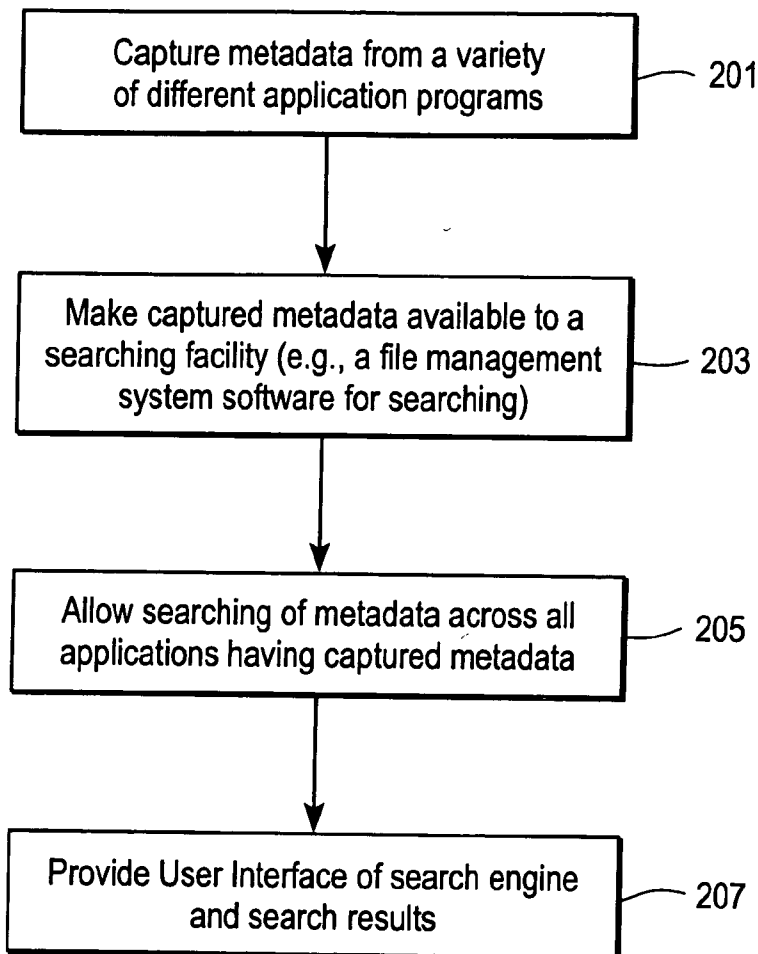 Capture metadata from a variety
of different application programs
201
Make captured metadata available to a
searching facility (e.g., a file management
system software for searching)
203
Allow searching of metadata across all
applications having captured metadata
205
Provide User Interface of search engine
and search results
207